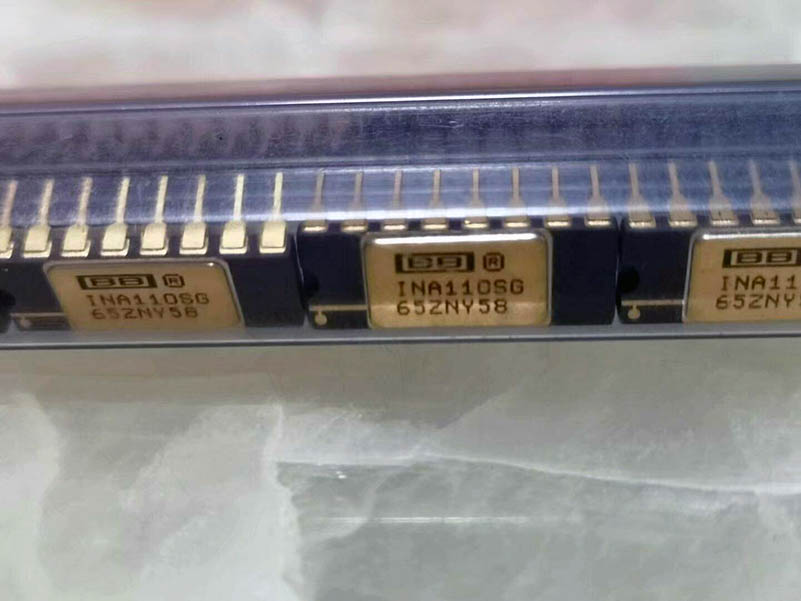 BB ®
INA110SG
65ZNY58
BB ®
INA110SG
65ZNY58
BB
INA11
65ZNY